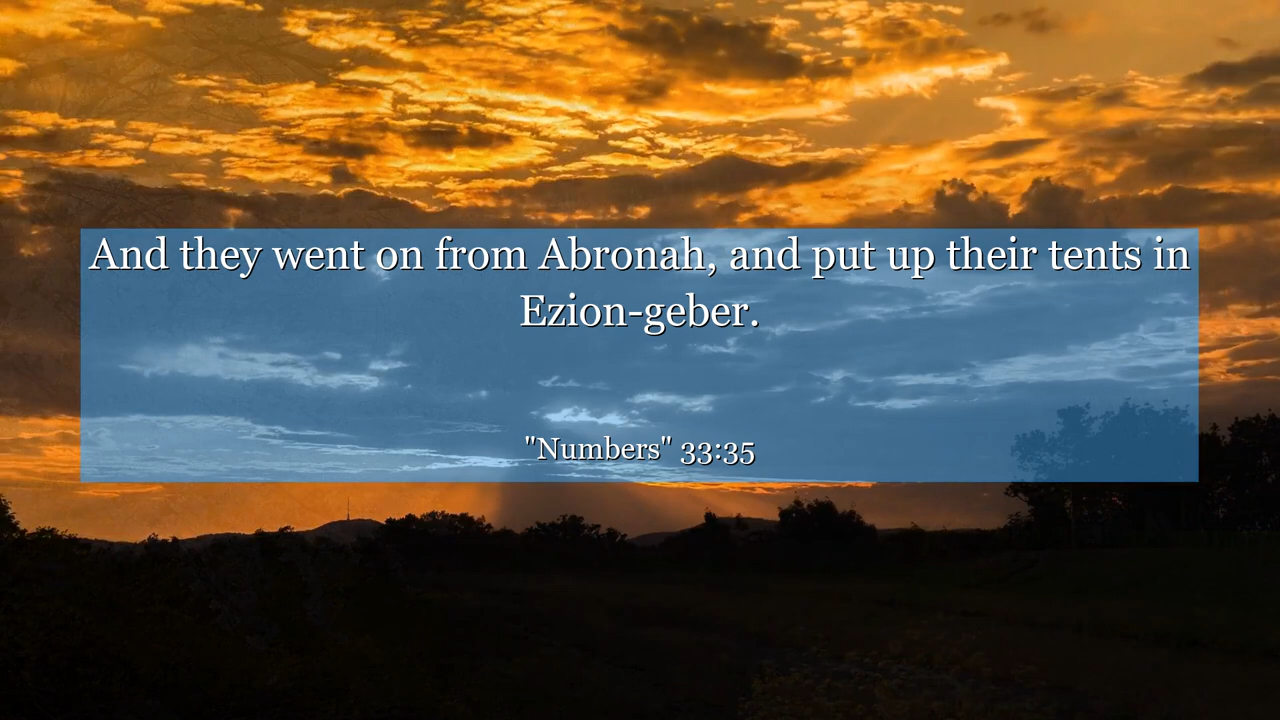 And they went on from Abronah, and put up their tents in
Ezion-geber.
"Numbers" 33:35